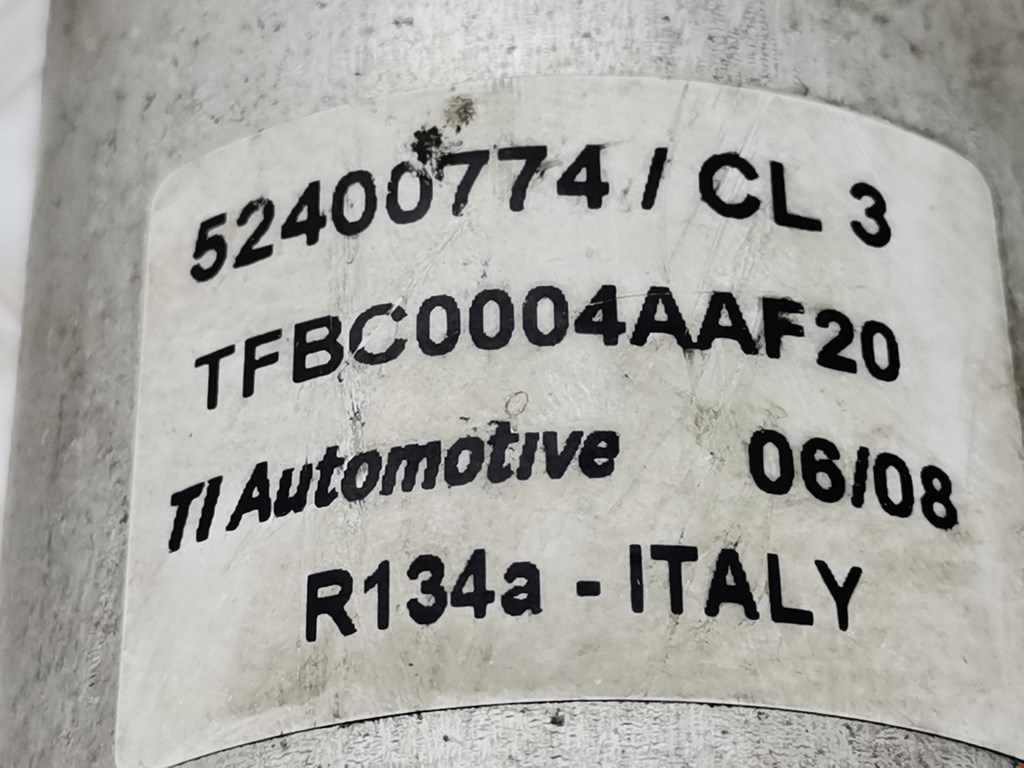 52400774 / CL 3
TFBC0004AAF20
TI Automotive 06/08
R134a - ITALY